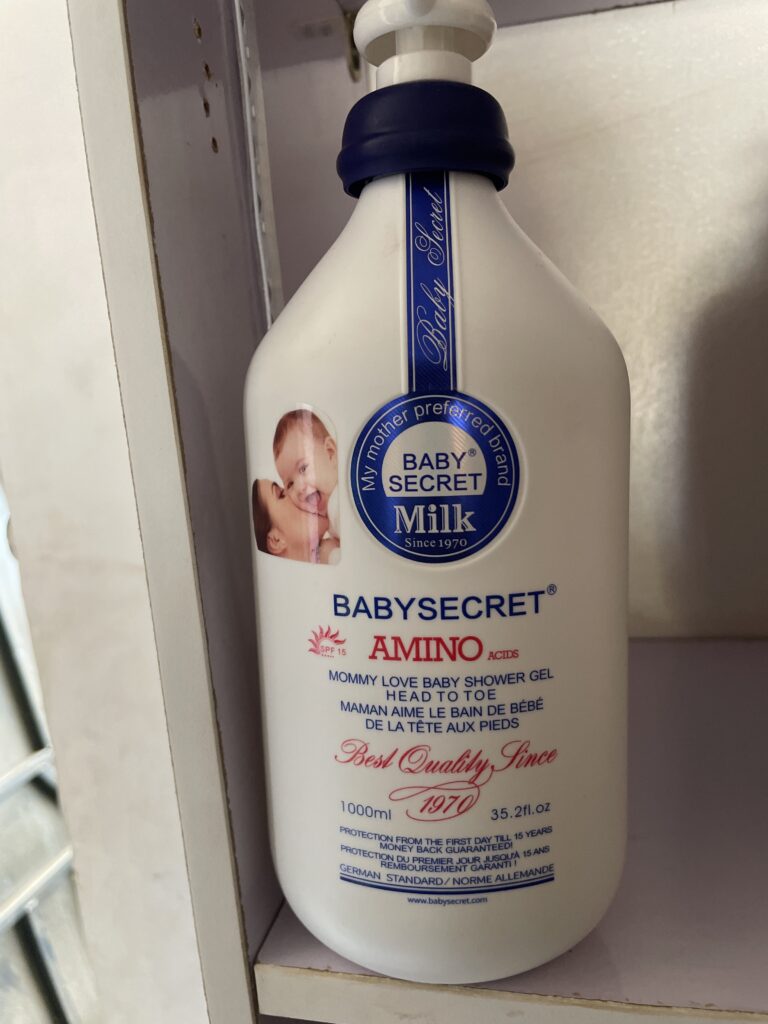 Baby Secret
My mother preferred brand
BABY®
SECRET
Milk
Since 1970
BABYSECRET®
SPF 15
AMINO ACIDS
MOMMY LOVE BABY SHOWER GEL
HEAD TO TOE
MAMAN AIME LE BAIN DE BÉBÉ
DE LA TÊTE AUX PIEDS
Best Quality Since
1970
1000ml 35.2fl.oz
PROTECTION FROM THE FIRST DAY TILL 15 YEARS
MONEY BACK GUARANTEED!
PROTECTION DU PREMIER JOUR JUSQU'À 15 ANS
REMBOURSEMENT GARANTI !
GERMAN STANDARD/ NORME ALLEMANDE
www.babysecret.com